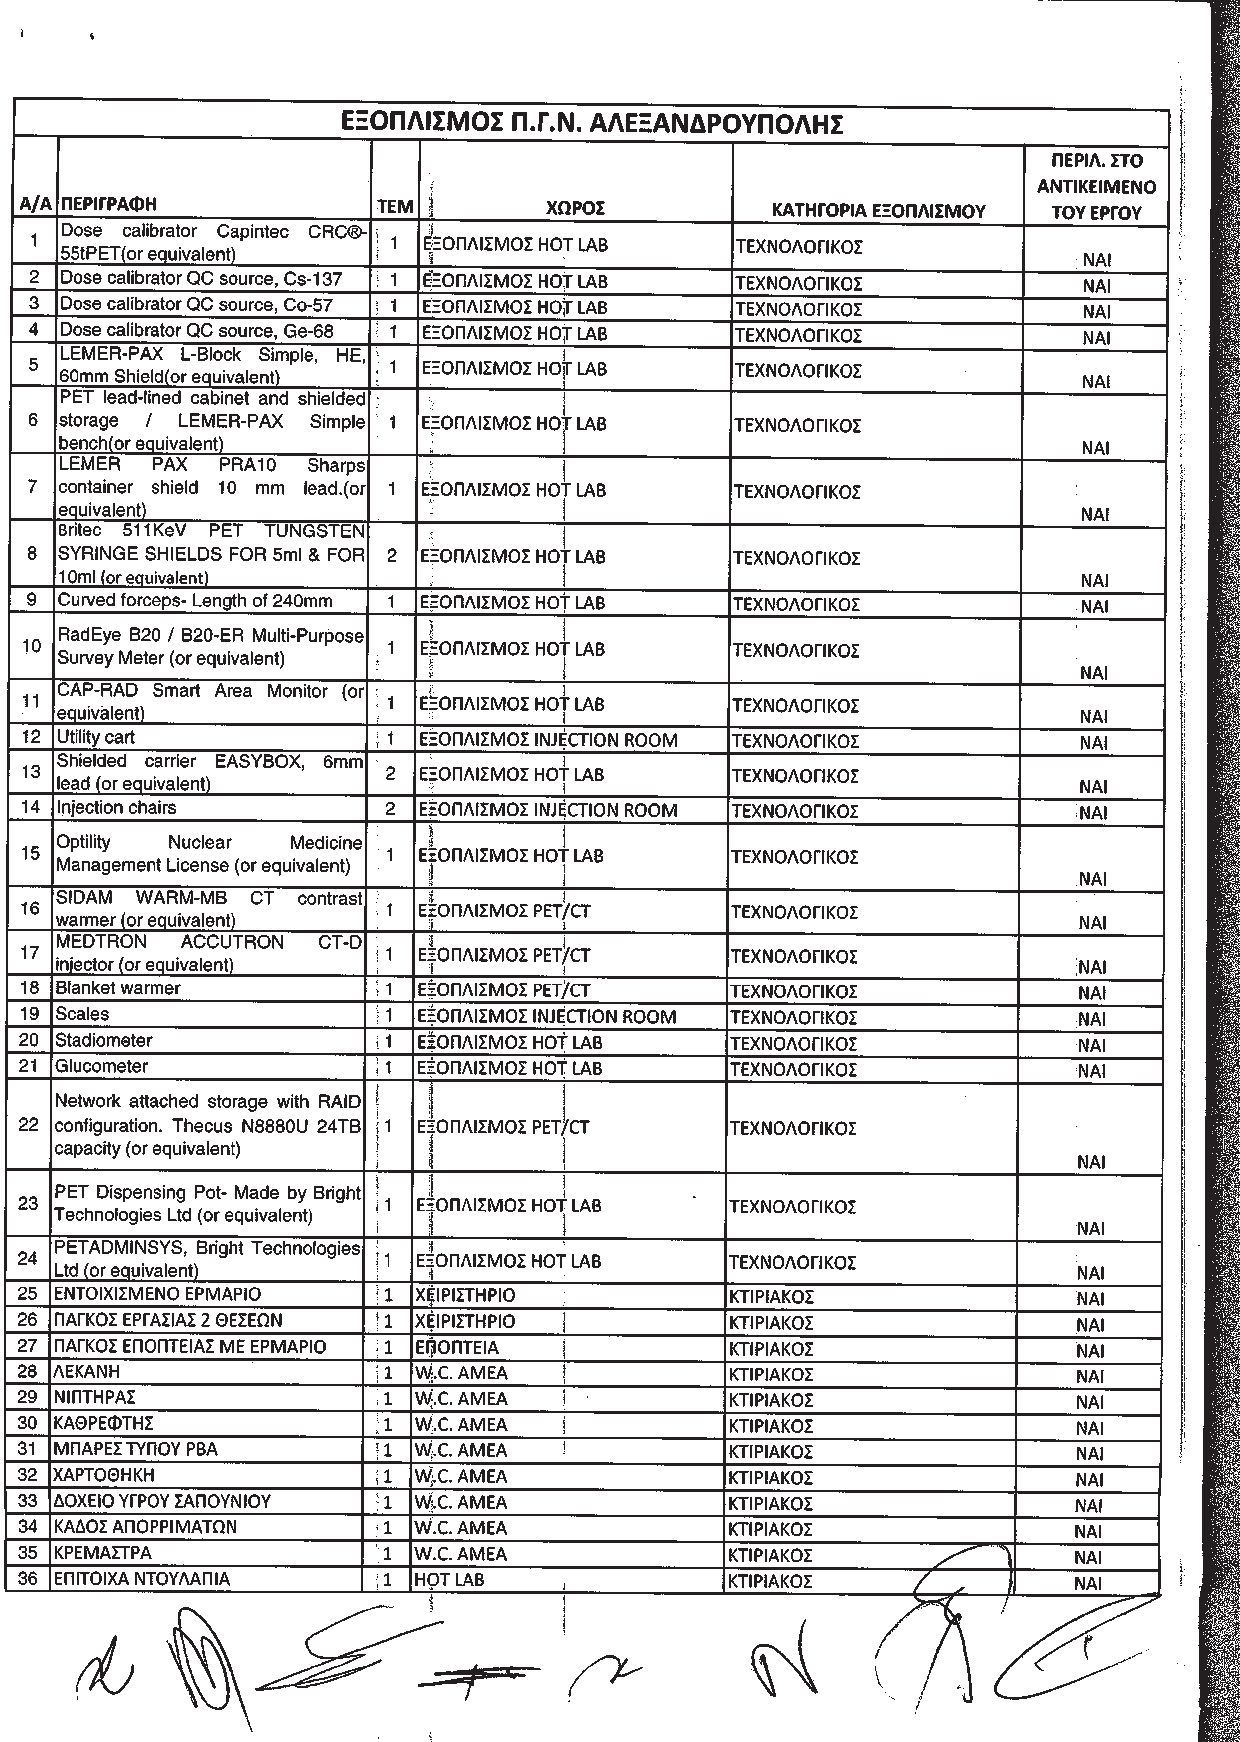 ΕΞΟΠΛΙΣΜΟΣ Π.Γ.Ν. ΑΛΕΞΑΝΔΡΟΥΠΟΛΗΣ
Α/Α ΠΕΡΙΓΡΑΦΗ ΤΕΜ ΧΩΡΟΣ ΚΑΤΗΓΟΡΙΑ ΕΞΟΠΛΙΣΜΟΥ ΠΕΡΙΛ. ΣΤΟ
ΑΝΤΙΚΕΙΜΕΝΟ
ΤΟΥ ΕΡΓΟΥ
1 Dose calibrator Capintec CRC®-
55tPET(or equivalent) 1 ΕΞΟΠΛΙΣΜΟΣ HOT LAB ΤΕΧΝΟΛΟΓΙΚΟΣ ΝΑΙ
2 Dose calibrator QC source, Cs-137 1 ΕΞΟΠΛΙΣΜΟΣ HOT LAB ΤΕΧΝΟΛΟΓΙΚΟΣ ΝΑΙ
3 Dose calibrator QC source, Co-57 1 ΕΞΟΠΛΙΣΜΟΣ HOT LAB ΤΕΧΝΟΛΟΓΙΚΟΣ ΝΑΙ
4 Dose calibrator QC source, Ge-68 1 ΕΞΟΠΛΙΣΜΟΣ HOT LAB ΤΕΧΝΟΛΟΓΙΚΟΣ ΝΑΙ
5 LEMER-PAX L-Block Simple, HE,
60mm Shield(or equivalent) 1 ΕΞΟΠΛΙΣΜΟΣ HOT LAB ΤΕΧΝΟΛΟΓΙΚΟΣ ΝΑΙ
PET lead-lined cabinet and shielded
6 storage / LEMER-PAX Simple 1 ΕΞΟΠΛΙΣΜΟΣ HOT LAB ΤΕΧΝΟΛΟΓΙΚΟΣ
bench(or equivalent) ΝΑΙ
LEMER PAX PRA10 Sharps
7 container shield 10 mm lead.(or 1 ΕΞΟΠΛΙΣΜΟΣ HOT LAB ΤΕΧΝΟΛΟΓΙΚΟΣ
equivalent) ΝΑΙ
Britec 511KeV PET TUNGSTEN
8 SYRINGE SHIELDS FOR 5ml & FOR 2 ΕΞΟΠΛΙΣΜΟΣ HOT LAB ΤΕΧΝΟΛΟΓΙΚΟΣ
10ml (or equivalent) ΝΑΙ
9 Curved forceps- Length of 240mm 1 ΕΞΟΠΛΙΣΜΟΣ HOT LAB ΤΕΧΝΟΛΟΓΙΚΟΣ ΝΑΙ
10 RadEye B20 / B20-ER Multi-Purpose
Survey Meter (or equivalent) 1 ΕΞΟΠΛΙΣΜΟΣ HOT LAB ΤΕΧΝΟΛΟΓΙΚΟΣ ΝΑΙ
11 CAP-RAD Smart Area Monitor (or
equivalent) 1 ΕΞΟΠΛΙΣΜΟΣ HOT LAB ΤΕΧΝΟΛΟΓΙΚΟΣ ΝΑΙ
12 Utility cart 1 ΕΞΟΠΛΙΣΜΟΣ INJECTION ROOM ΤΕΧΝΟΛΟΓΙΚΟΣ ΝΑΙ
13 Shielded carrier EASYBOX, 6mm
lead (or equivalent) 2 ΕΞΟΠΛΙΣΜΟΣ HOT LAB ΤΕΧΝΟΛΟΓΙΚΟΣ ΝΑΙ
14 Injection chairs 2 ΕΞΟΠΛΙΣΜΟΣ INJECTION ROOM ΤΕΧΝΟΛΟΓΙΚΟΣ ΝΑΙ
15 Optility Nuclear Medicine
Management License (or equivalent) 1 ΕΞΟΠΛΙΣΜΟΣ HOT LAB ΤΕΧΝΟΛΟΓΙΚΟΣ ΝΑΙ
16 SIDAM WARM-MB CT contrast
warmer (or equivalent) 1 ΕΞΟΠΛΙΣΜΟΣ PET/CT ΤΕΧΝΟΛΟΓΙΚΟΣ ΝΑΙ
17 MEDTRON ACCUTRON CT-D
injector (or equivalent) 1 ΕΞΟΠΛΙΣΜΟΣ PET/CT ΤΕΧΝΟΛΟΓΙΚΟΣ ΝΑΙ
18 Blanket warmer 1 ΕΞΟΠΛΙΣΜΟΣ PET/CT ΤΕΧΝΟΛΟΓΙΚΟΣ ΝΑΙ
19 Scales 1 ΕΞΟΠΛΙΣΜΟΣ INJECTION ROOM ΤΕΧΝΟΛΟΓΙΚΟΣ ΝΑΙ
20 Stadiometer 1 ΕΞΟΠΛΙΣΜΟΣ HOT LAB ΤΕΧΝΟΛΟΓΙΚΟΣ ΝΑΙ
21 Glucometer 1 ΕΞΟΠΛΙΣΜΟΣ HOT LAB ΤΕΧΝΟΛΟΓΙΚΟΣ ΝΑΙ
Network attached storage with RAID
22 configuration. Thecus N8880U 24TB 1 ΕΞΟΠΛΙΣΜΟΣ PET/CT ΤΕΧΝΟΛΟΓΙΚΟΣ
capacity (or equivalent) ΝΑΙ
23 PET Dispensing Pot- Made by Bright
Technologies Ltd (or equivalent) 1 ΕΞΟΠΛΙΣΜΟΣ HOT LAB ΤΕΧΝΟΛΟΓΙΚΟΣ ΝΑΙ
24 PETADMINSYS, Bright Technologies
Ltd (or equivalent) 1 ΕΞΟΠΛΙΣΜΟΣ HOT LAB ΤΕΧΝΟΛΟΓΙΚΟΣ ΝΑΙ
25 ΕΝΤΟΙΧΙΣΜΕΝΟ ΕΡΜΑΡΙΟ 1 ΧΕΙΡΙΣΤΗΡΙΟ ΚΤΙΡΙΑΚΟΣ ΝΑΙ
26 ΠΑΓΚΟΣ ΕΡΓΑΣΙΑΣ 2 ΘΕΣΕΩΝ 1 ΧΕΙΡΙΣΤΗΡΙΟ ΚΤΙΡΙΑΚΟΣ ΝΑΙ
27 ΠΑΓΚΟΣ ΕΠΟΠΤΕΙΑΣ ΜΕ ΕΡΜΑΡΙΟ 1 ΕΠΟΠΤΕΙΑ ΚΤΙΡΙΑΚΟΣ ΝΑΙ
28 ΛΕΚΑΝΗ 1 W.C. ΑΜΕΑ ΚΤΙΡΙΑΚΟΣ ΝΑΙ
29 ΝΙΠΤΗΡΑΣ 1 W.C. ΑΜΕΑ ΚΤΙΡΙΑΚΟΣ ΝΑΙ
30 ΚΑΘΡΕΦΤΗΣ 1 W.C. ΑΜΕΑ ΚΤΙΡΙΑΚΟΣ ΝΑΙ
31 ΜΠΑΡΕΣ ΤΥΠΟΥ PBA 1 W.C. ΑΜΕΑ ΚΤΙΡΙΑΚΟΣ ΝΑΙ
32 ΧΑΡΤΟΘΗΚΗ 1 W.C. ΑΜΕΑ ΚΤΙΡΙΑΚΟΣ ΝΑΙ
33 ΔΟΧΕΙΟ ΥΓΡΟΥ ΣΑΠΟΥΝΙΟΥ 1 W.C. ΑΜΕΑ ΚΤΙΡΙΑΚΟΣ ΝΑΙ
34 ΚΑΔΟΣ ΑΠΟΡΡΙΜΑΤΩΝ 1 W.C. ΑΜΕΑ ΚΤΙΡΙΑΚΟΣ ΝΑΙ
35 ΚΡΕΜΑΣΤΡΑ 1 W.C. ΑΜΕΑ ΚΤΙΡΙΑΚΟΣ ΝΑΙ
36 ΕΠΙΤΟΙΧΑ ΝΤΟΥΛΑΠΙΑ 1 HOT LAB ΚΤΙΡΙΑΚΟΣ ΝΑΙ